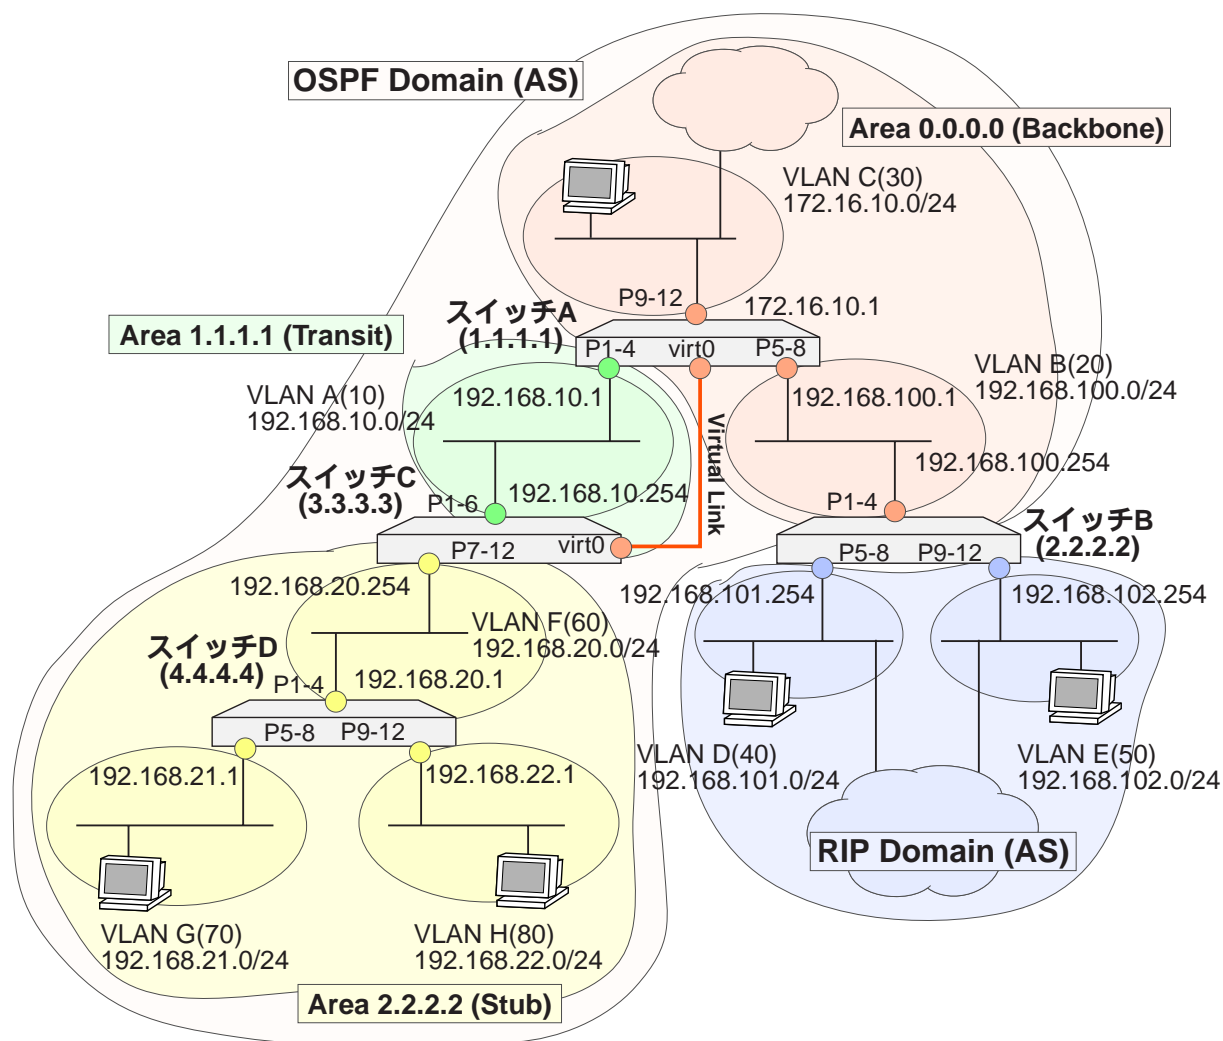 OSPF Domain (AS)
Area 0.0.0.0 (Backbone)
VLAN C(30)
172.16.10.0/24
P9-12
172.16.10.1
スイッチA
(1.1.1.1)
Area 1.1.1.1 (Transit)
P1-4
virt0
P5-8
VLAN B(20)
192.168.100.0/24
VLAN A(10)
192.168.10.0/24
192.168.10.1
192.168.100.1
Virtual Link
192.168.100.254
スイッチC
(3.3.3.3)
P1-6
192.168.10.254
P1-4
スイッチB
(2.2.2.2)
P7-12
virt0
P5-8
P9-12
192.168.20.254
192.168.101.254
192.168.102.254
VLAN F(60)
192.168.20.0/24
スイッチD
(4.4.4.4)
P1-4
192.168.20.1
P5-8
P9-12
VLAN D(40)
192.168.101.0/24
VLAN E(50)
192.168.102.0/24
192.168.21.1
192.168.22.1
RIP Domain (AS)
VLAN G(70)
192.168.21.0/24
VLAN H(80)
192.168.22.0/24
Area 2.2.2.2 (Stub)